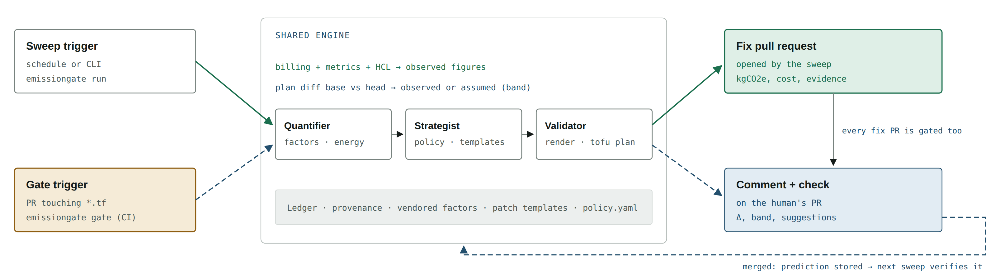 Sweep trigger
schedule or CLI
emissiongate run
Gate trigger
PR touching *.tf
emissiongate gate (CI)
SHARED ENGINE
billing + metrics + HCL → observed figures
plan diff base vs head → observed or assumed (band)
Quantifier
factors · energy
Strategist
policy · templates
Validator
render · tofu plan
Ledger · provenance · vendored factors · patch templates · policy.yaml
Fix pull request
opened by the sweep
kgCO2e, cost, evidence
every fix PR is gated too
Comment + check
on the human's PR
Δ, band, suggestions
merged: prediction stored → next sweep verifies it